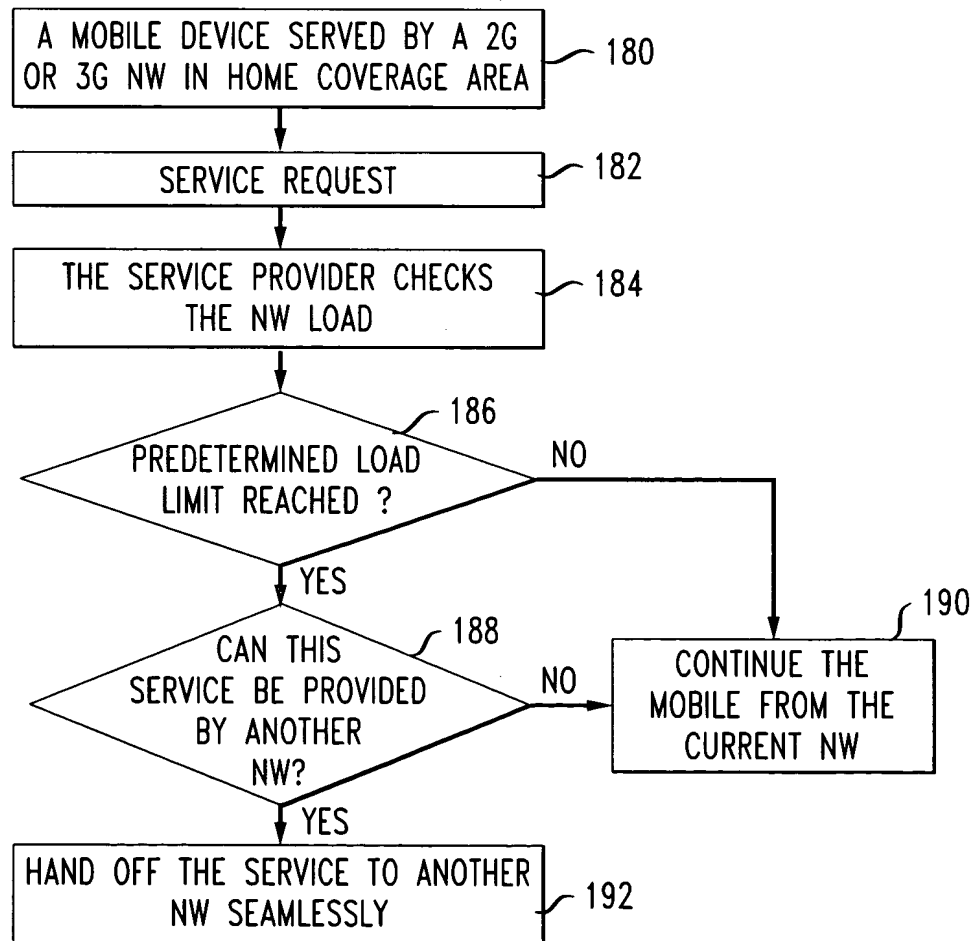 A MOBILE DEVICE SERVED BY A 2G
OR 3G NW IN HOME COVERAGE AREA
180
SERVICE REQUEST
182
THE SERVICE PROVIDER CHECKS
THE NW LOAD
184
186
PREDETERMINED LOAD
LIMIT REACHED ?
NO
YES
188
CAN THIS
SERVICE BE PROVIDED
BY ANOTHER
NW?
NO
190
CONTINUE THE
MOBILE FROM THE
CURRENT NW
YES
HAND OFF THE SERVICE TO ANOTHER
NW SEAMLESSLY
192